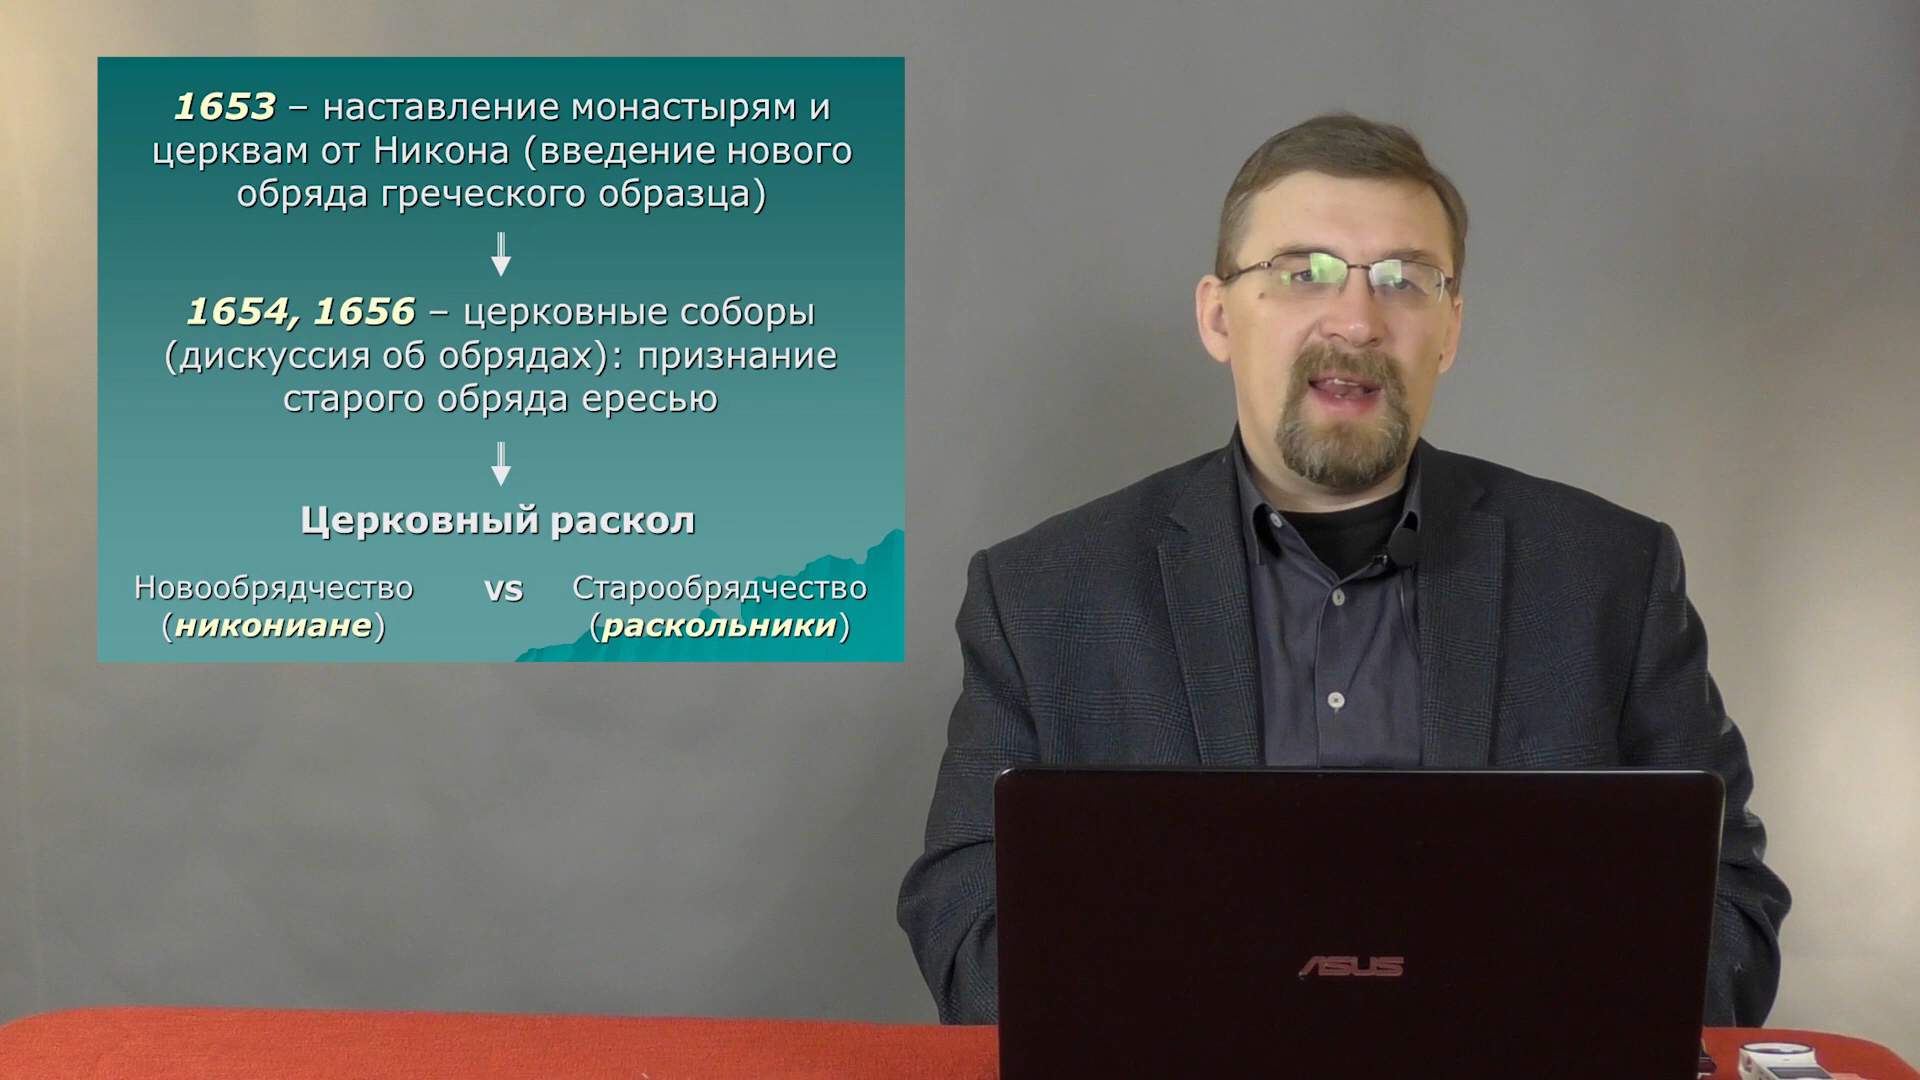 1653 – наставление монастырям и
церквам от Никона (введение нового
обряда греческого образца)
1654, 1656 – церковные соборы
(дискуссия об обрядах): признание
старого обряда ересью
Церковный раскол
Новообрядчество vs Старообрядчество
(никониане) (раскольники)
ASUS